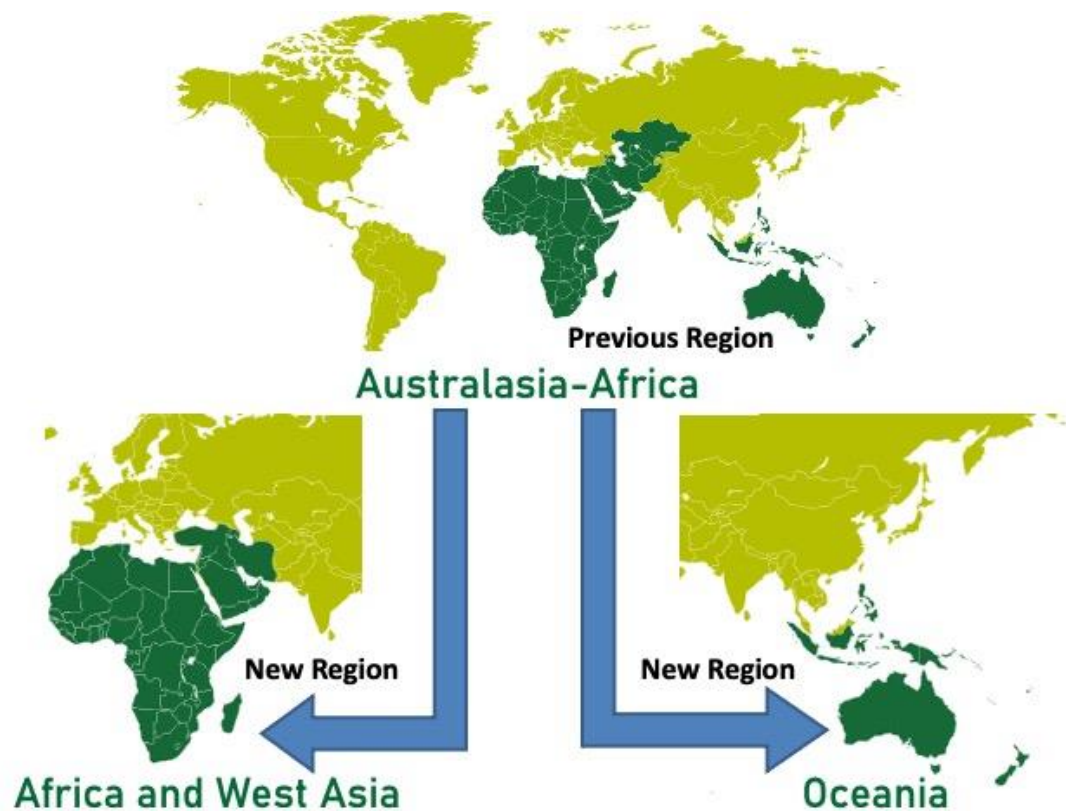 Previous Region
Australasia-Africa
New Region
New Region
Africa and West Asia
Oceania